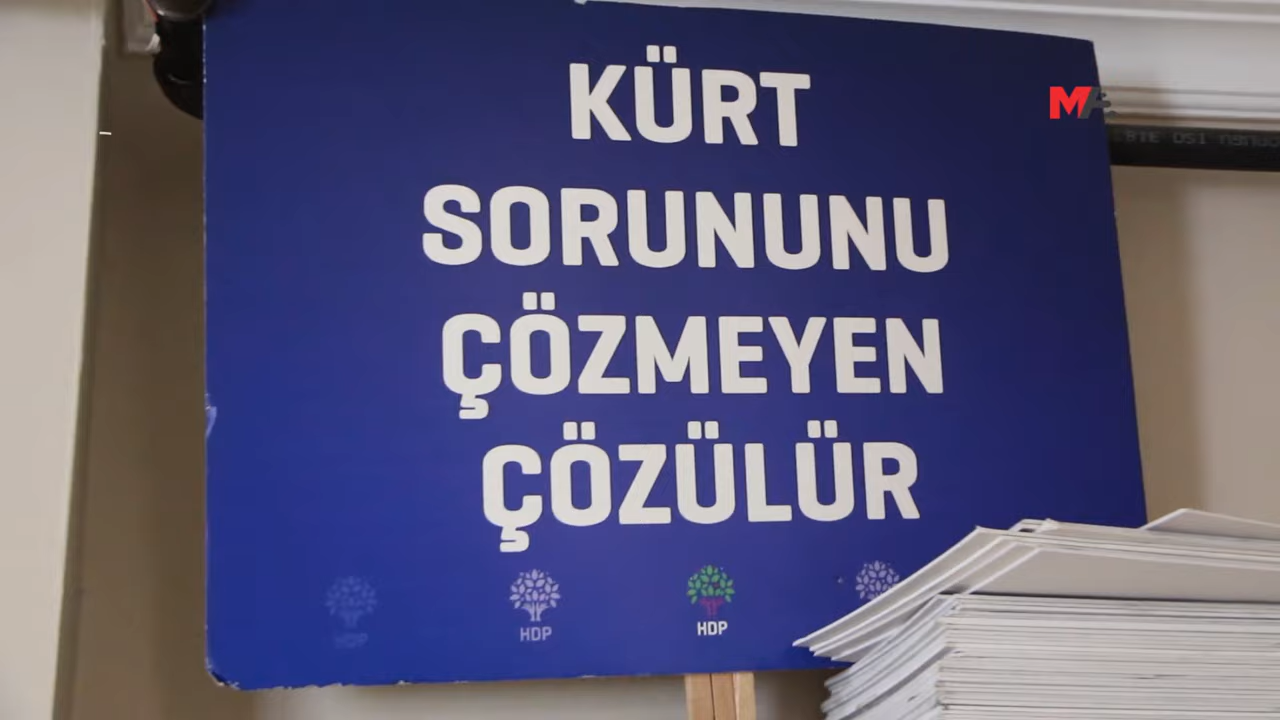 KÜRT
SORUNUNU
ÇÖZMEYEN
ÇÖZÜLÜR
HDP
HDP
HDP
MA